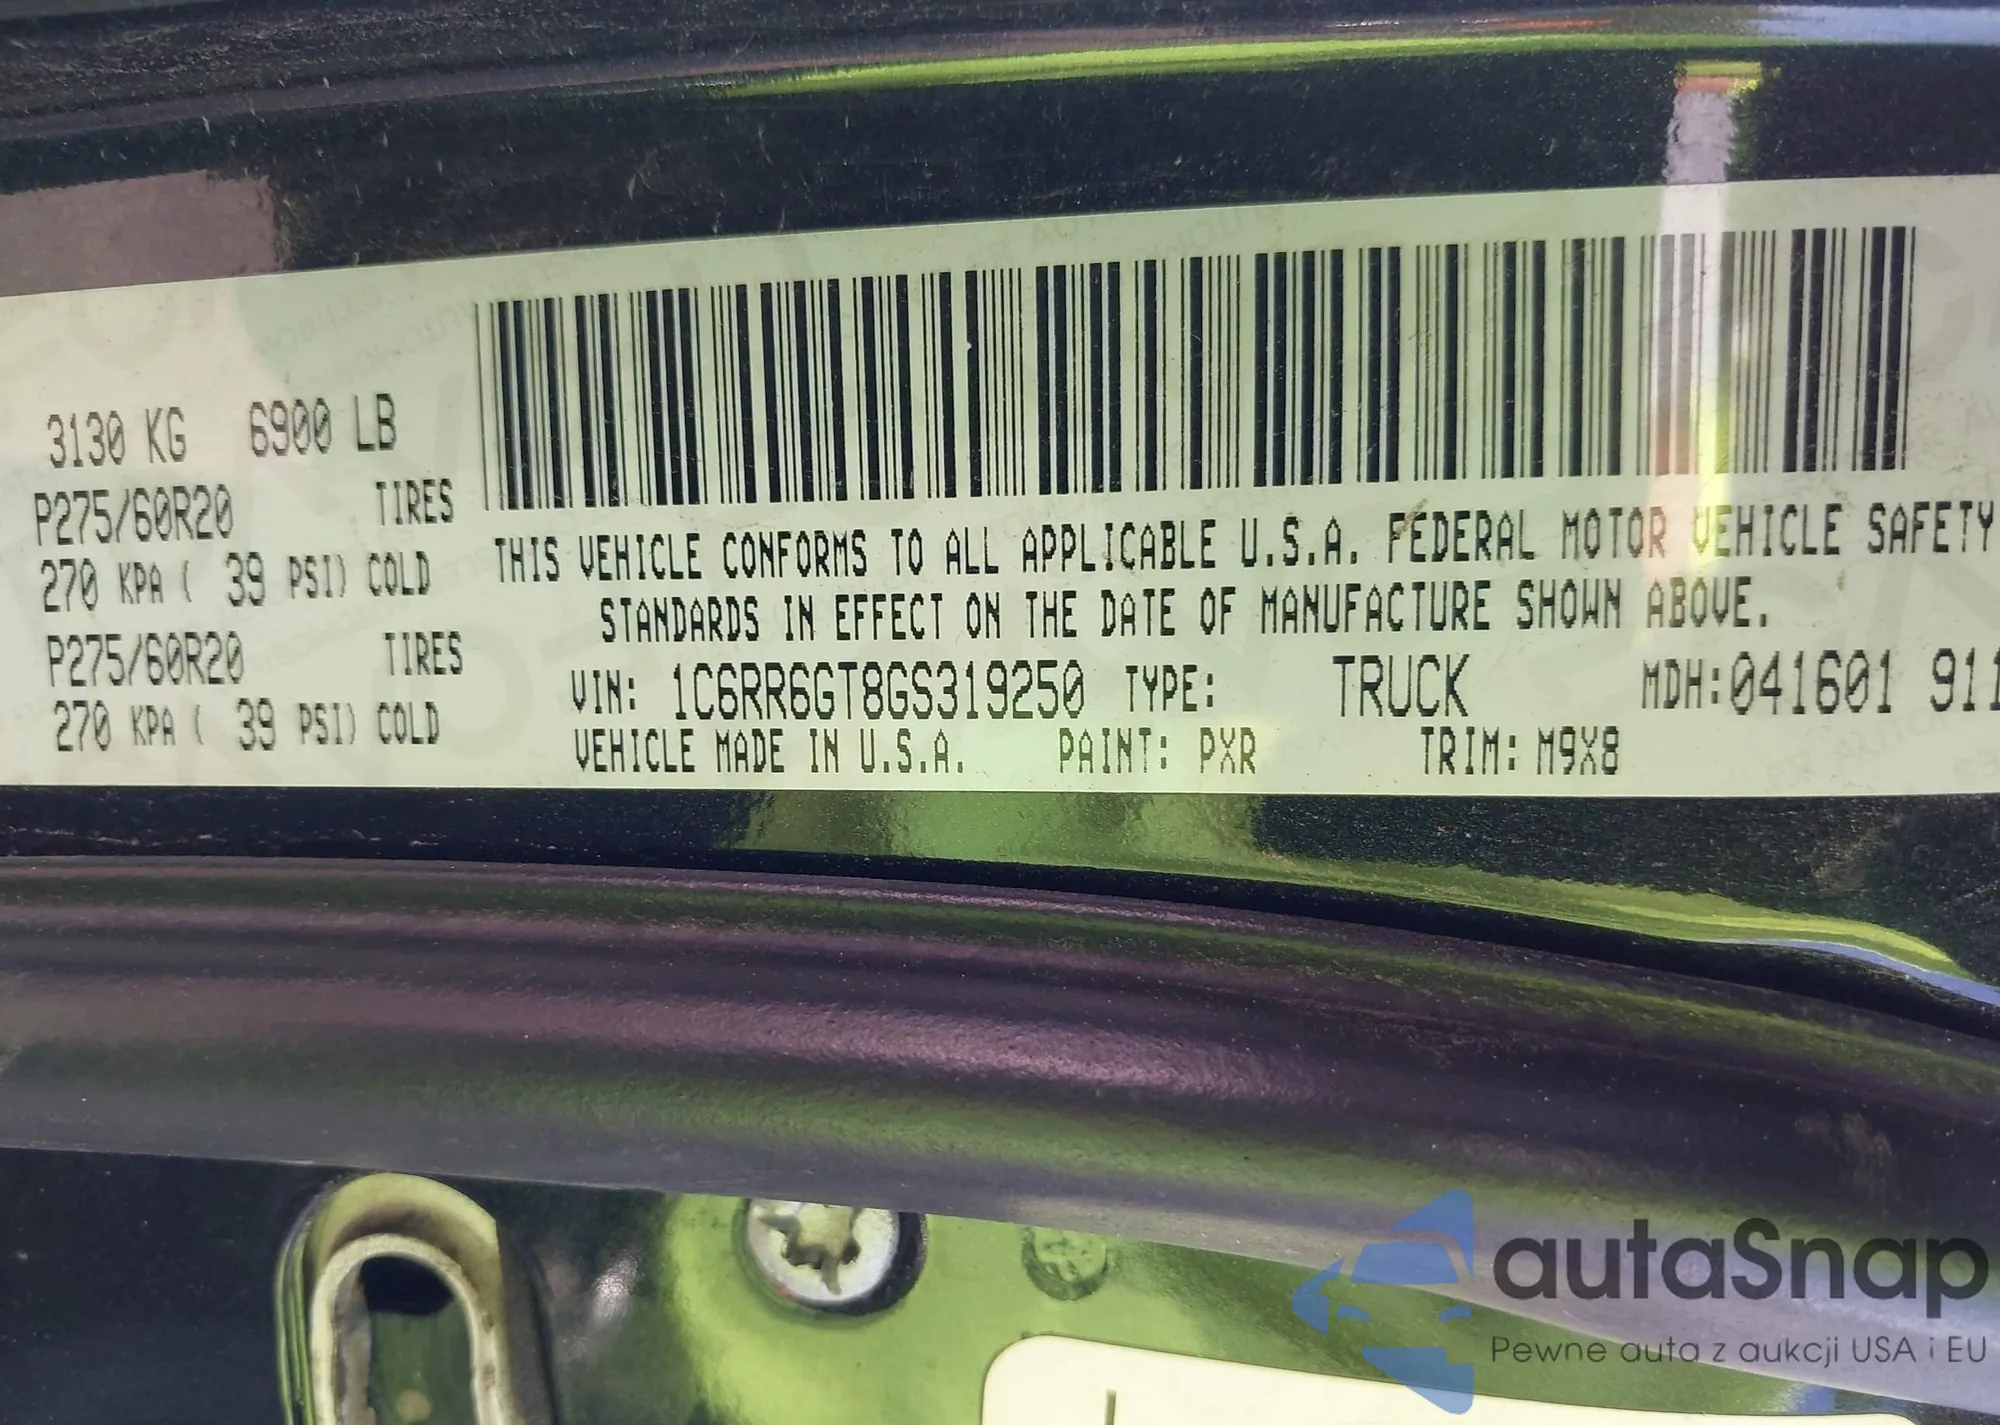 3130 KG 6900 LB
P275/60R20 TIRES
270 KPA ( 39 PSI) COLD
P275/60R20 TIRES
270 KPA ( 39 PSI) COLD
THIS VEHICLE CONFORMS TO ALL APPLICABLE U.S.A. FEDERAL MOTOR VEHICLE SAFETY
STANDARDS IN EFFECT ON THE DATE OF MANUFACTURE SHOWN ABOVE.
VIN: 1C6RR6GT8GS319250 TYPE: TRUCK MDH:041601 911
VEHICLE MADE IN U.S.A. PAINT: PXR TRIM: M9X8
autaSnap
Pewne auta z aukcji USA i EU